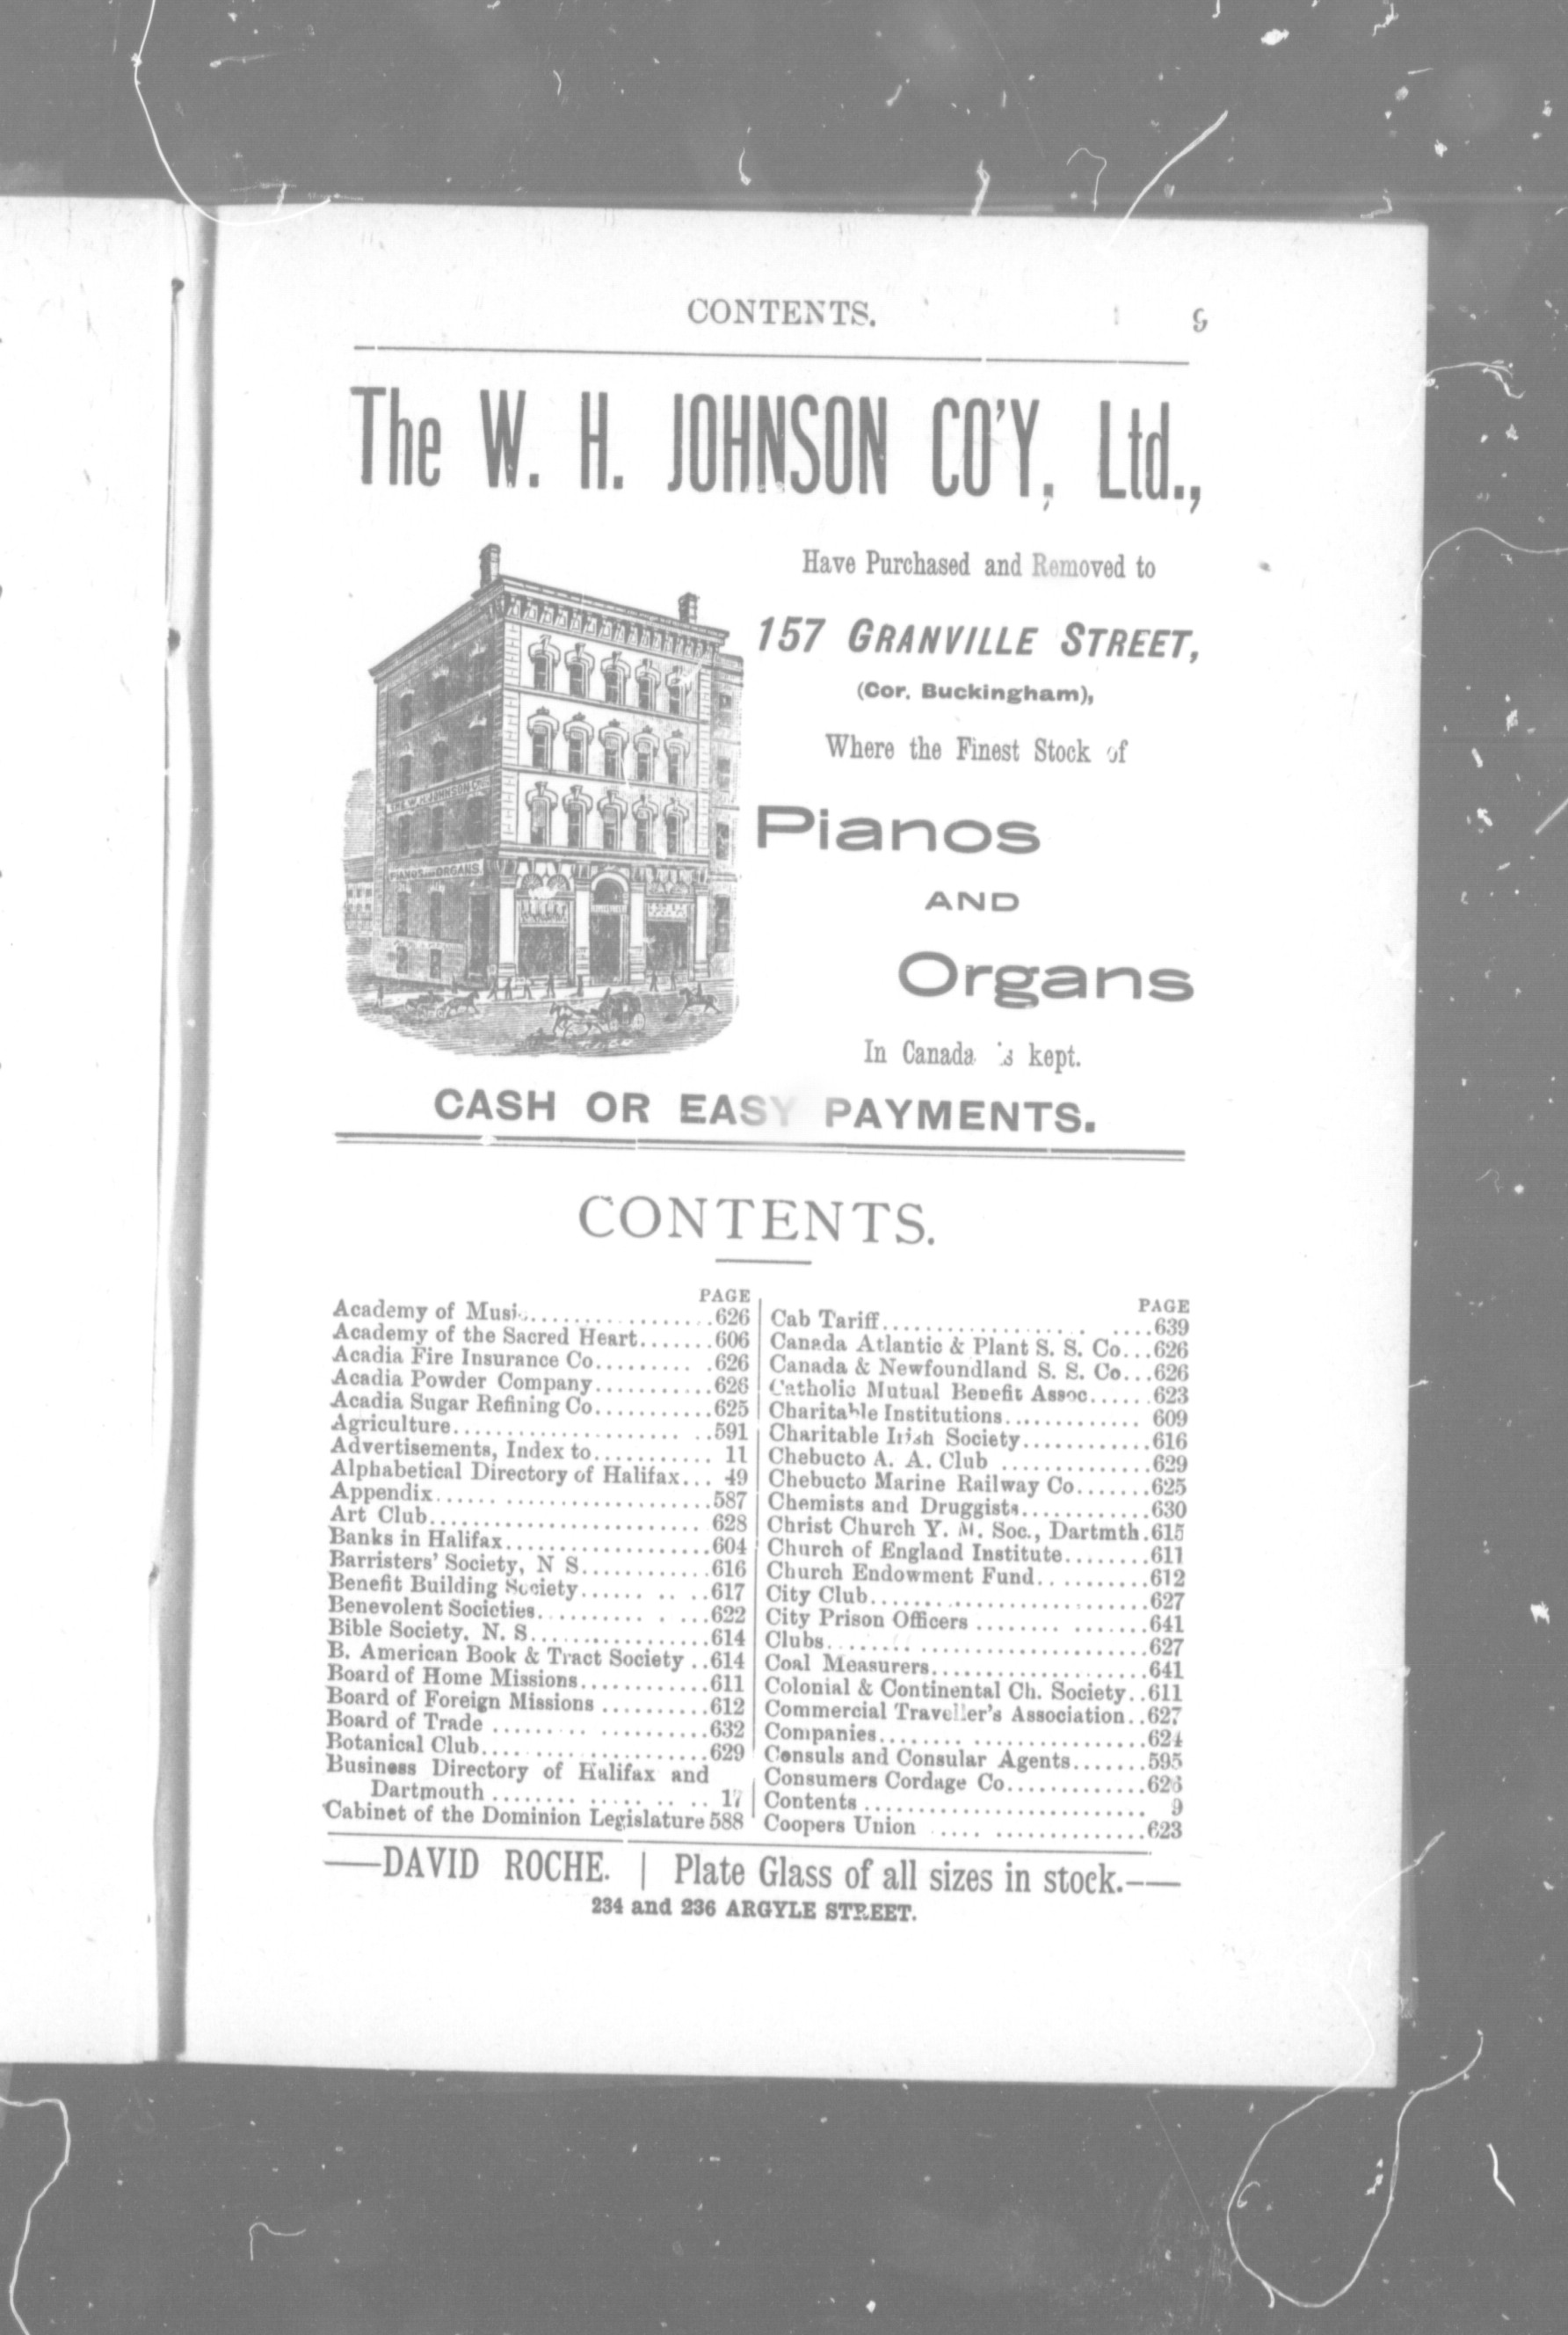 CONTENTS. 9
The W. H. JOHNSON CO'Y, Ltd.,
Have Purchased and Removed to
157 GRANVILLE STREET,
(Cor. Buckingham),
Where the Finest Stock of
Pianos
AND
Organs
In Canada is kept.
THE W. H. JOHNSON Co.
PIANOS AND ORGANS.
CASH OR EASY PAYMENTS.
CONTENTS.
PAGE
Academy of Music..................626
Academy of the Sacred Heart.......606
Acadia Fire Insurance Co..........626
Acadia Powder Company...........626
Acadia Sugar Refining Co..........625
Agriculture........................591
Advertisements, Index to........... 11
Alphabetical Directory of Halifax... 49
Appendix..........................587
Art Club.......................... 628
Banks in Halifax...................604
Barristers' Society, N S............616
Benefit Building Society...... .. ..617
Benevolent Societies.......... . ...622
Bible Society, N. S.................614
B. American Book & Tract Society ..614
Board of Home Missions............611
Board of Foreign Missions ..........612
Board of Trade ......... ..........632
Botanical Club.....................629
Business Directory of Halifax and
Dartmouth ........ ..... .. .. 17
Cabinet of the Dominion Legislature 588
PAGE
Cab Tariff.................. ....639
Canada Atlantic & Plant S. S. Co...626
Canada & Newfoundland S. S. Co...626
Catholic Mutual Benefit Assoc......623
Charitable Institutions............. 609
Charitable Irish Society............616
Chebucto A. A. Club ..............629
Chebucto Marine Railway Co.......625
Chemists and Druggists............630
Christ Church Y. M. Soc., Dartmth.615
Church of England Institute........611
Church Endowment Fund..........612
City Club..........................627
City Prison Officers ........ .......641
Clubs......... ....................627
Coal Measurers....................641
Colonial & Continental Ch. Society..611
Commercial Traveller's Association..627
Companies........ ................624
Consuls and Consular Agents.......595
Consumers Cordage Co.............626
Contents .......................... 9
Coopers Union .... ..............623
——DAVID ROCHE. | Plate Glass of all sizes in stock.——
234 and 236 ARGYLE STREET.